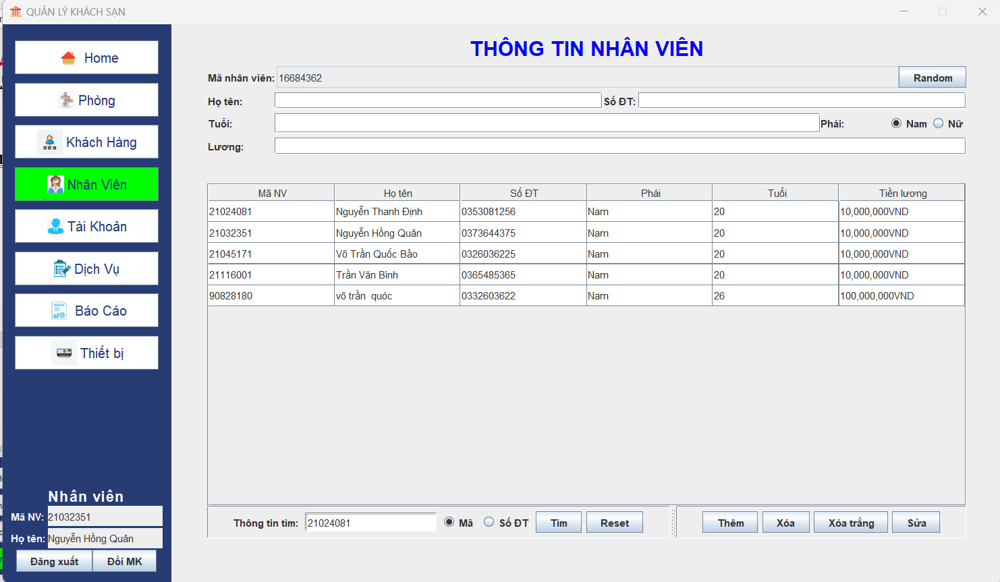 QUẢN LÝ KHÁCH SẠN
Home
Phòng
Khách Hàng
Nhân Viên
Tài Khoản
Dịch Vụ
Báo Cáo
Thiết bị
Nhân viên
Mã NV: 21032351
Họ tên: Nguyễn Hồng Quân
Đăng xuất Đổi MK
THÔNG TIN NHÂN VIÊN
Mã nhân viên: 16684362 Random
Họ tên: Số ĐT:
Tuổi: Phái: Nam Nữ
Lương:
Mã NV Họ tên Số ĐT Phái Tuổi Tiền lương
21024081 Nguyễn Thanh Định 0353081256 Nam 20 10,000,000VND
21032351 Nguyễn Hồng Quân 0373644375 Nam 20 10,000,000VND
21045171 Võ Trần Quốc Bảo 0326036225 Nam 20 10,000,000VND
21116001 Trần Văn Bình 0365485365 Nam 20 10,000,000VND
90828180 võ trần quóc 0332603622 Nam 26 100,000,000VND
Thông tin tìm: 21024081 Mã Số ĐT Tìm Reset Thêm Xóa Xóa trắng Sửa